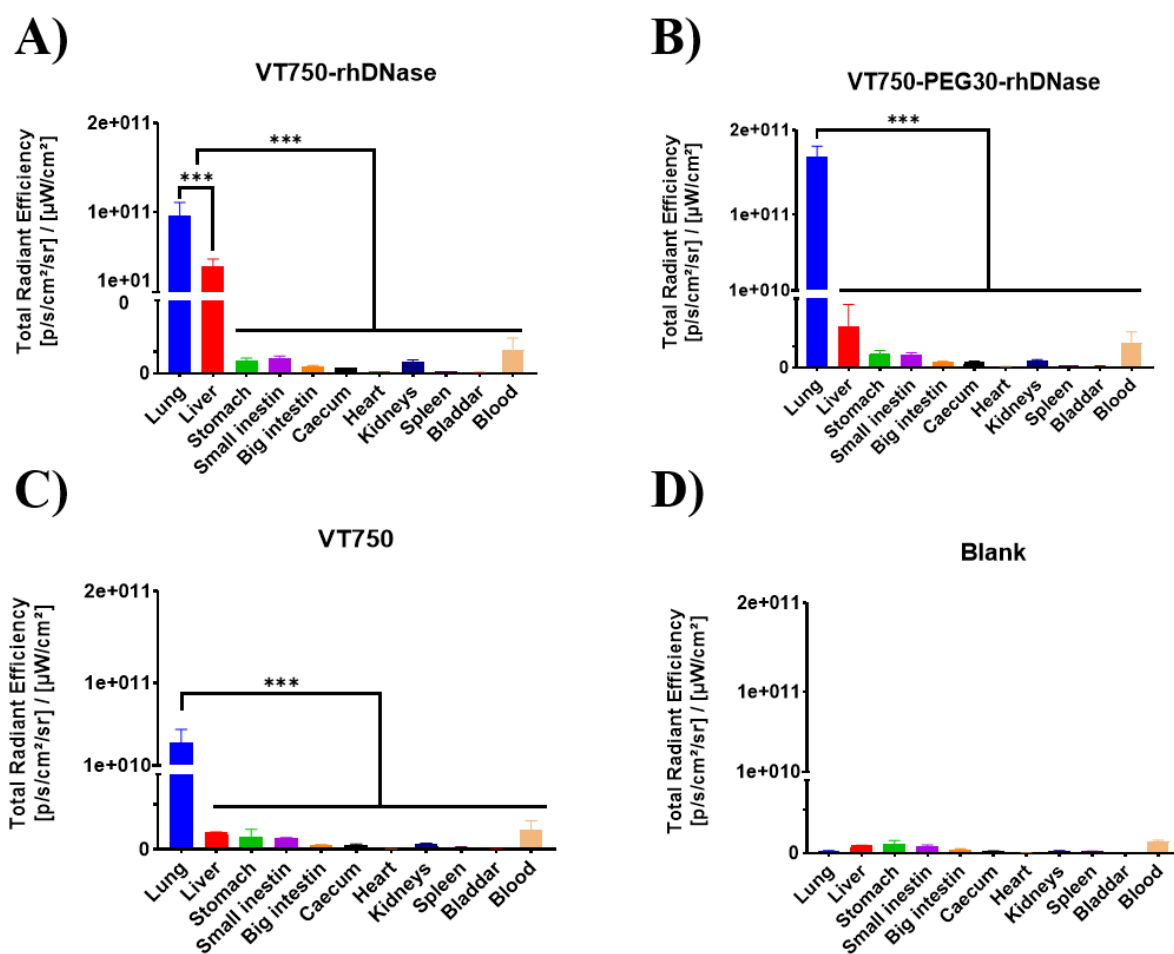 A)
VT750-rhDNase
Total Radiant Efficiency
[p/s/cm²/sr] / [µW/cm²]
2e+011
1e+011
1e+01
0
0
***
***
Lung
Liver
Stomach
Small inestin
Big intestin
Caecum
Heart
Kidneys
Spleen
Bladdar
Blood
B)
VT750-PEG30-rhDNase
Total Radiant Efficiency
[p/s/cm²/sr] / [µW/cm²]
2e+011
1e+011
1e+010
0
***
Lung
Liver
Stomach
Small inestin
Big intestin
Caecum
Heart
Kidneys
Spleen
Bladdar
Blood
C)
VT750
Total Radiant Efficiency
[p/s/cm²/sr] / [µW/cm²]
2e+011
1e+011
1e+010
0
***
Lung
Liver
Stomach
Small inestin
Big intestin
Caecum
Heart
Kidneys
Spleen
Bladdar
Blood
D)
Blank
Total Radiant Efficiency
[p/s/cm²/sr] / [µW/cm²]
2e+011
1e+011
1e+010
0
Lung
Liver
Stomach
Small inestin
Big intestin
Caecum
Heart
Kidneys
Spleen
Bladdar
Blood